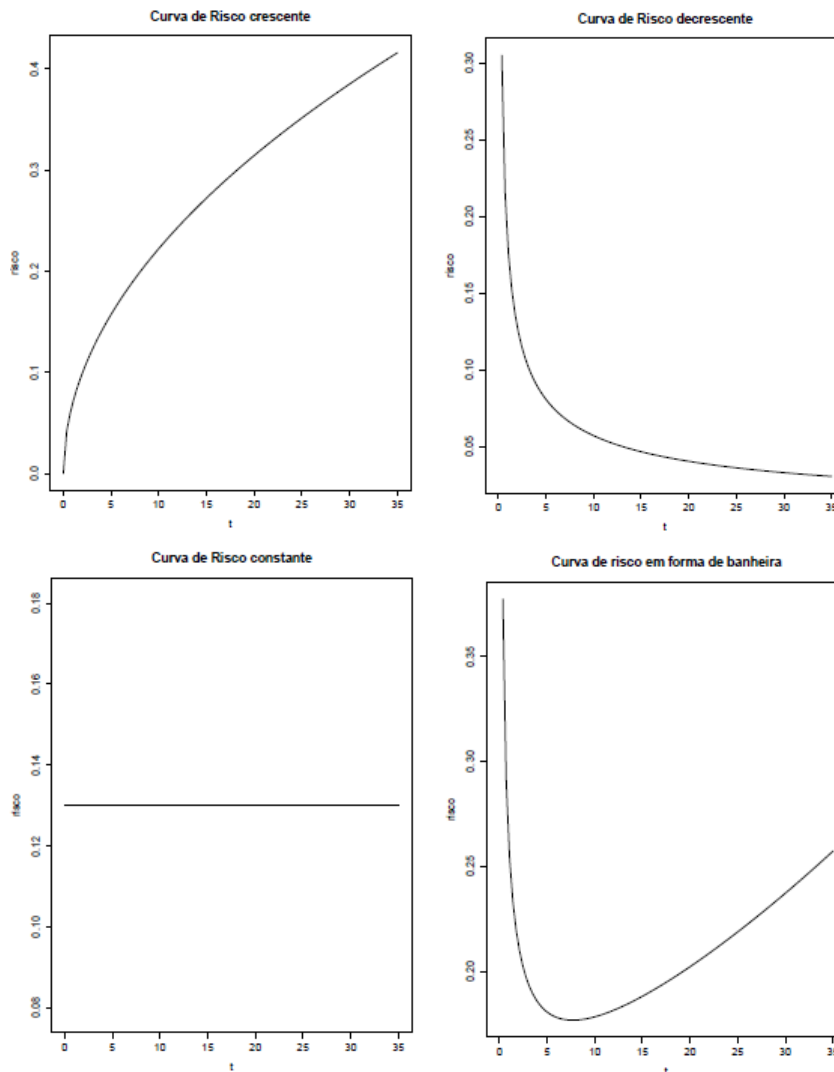 Curva de Risco crescente
risco
0.4
0.3
0.2
0.1
0.0
0 5 10 15 20 25 30 35
t
Curva de Risco decrescente
risco
0.30
0.25
0.20
0.15
0.10
0.05
0 5 10 15 20 25 30 35
t
Curva de Risco constante
risco
0.18
0.16
0.14
0.12
0.10
0.08
0 5 10 15 20 25 30 35
t
Curva de risco em forma de banheira
risco
0.35
0.30
0.25
0.20
0 5 10 15 20 25 30 35